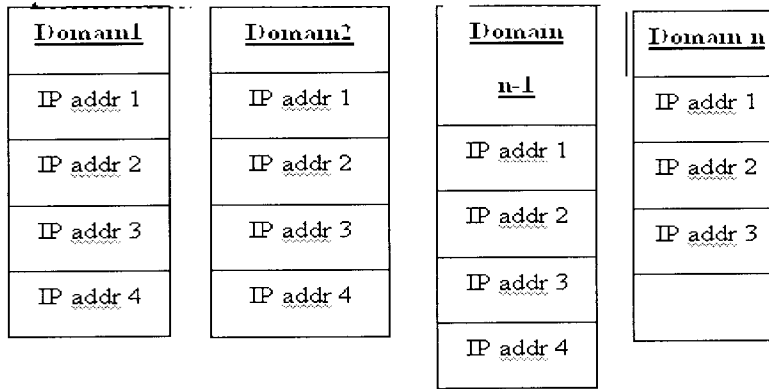 Domain1
IP addr 1
IP addr 2
IP addr 3
IP addr 4
Domain2
IP addr 1
IP addr 2
IP addr 3
IP addr 4
Domain
n-1
IP addr 1
IP addr 2
IP addr 3
IP addr 4
Domain n
IP addr 1
IP addr 2
IP addr 3